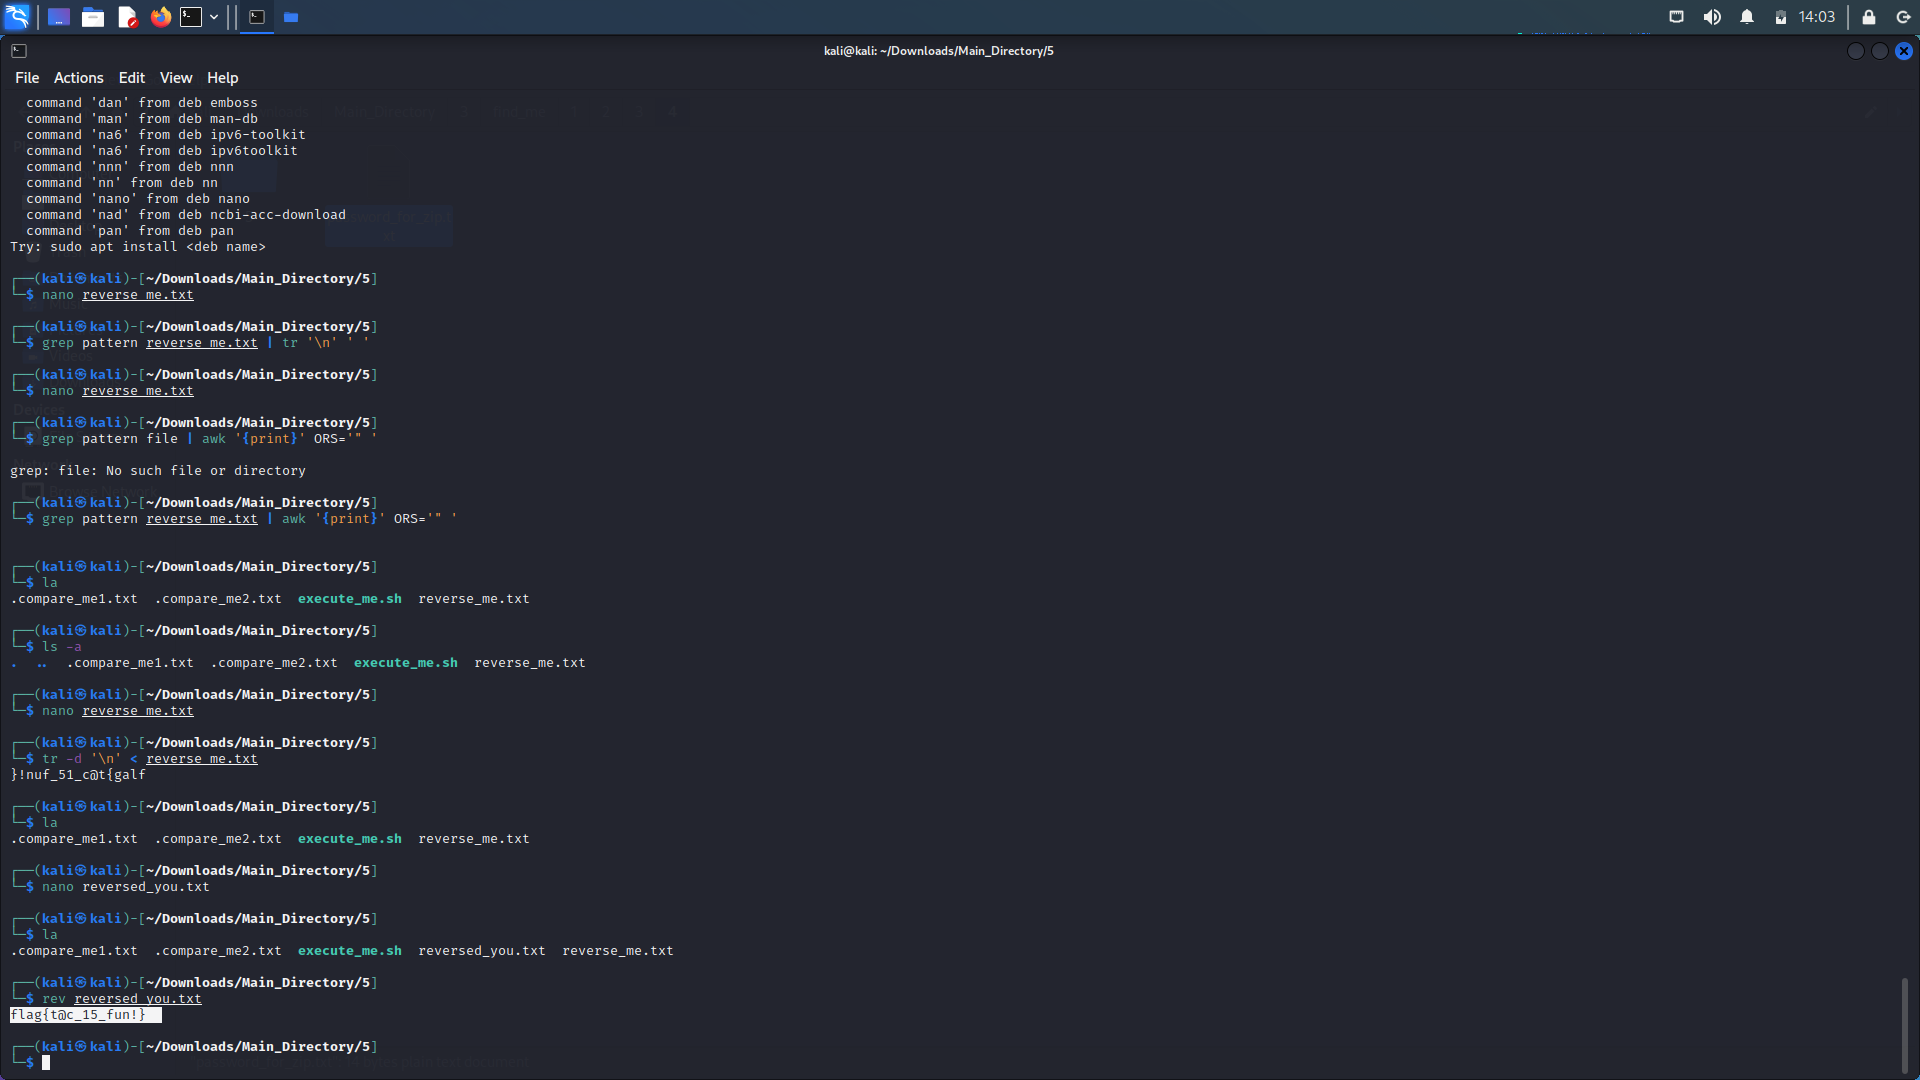 14:03
kali@kali: ~/Downloads/Main_Directory/5
File Actions Edit View Help
command 'dan' from deb emboss
command 'man' from deb man-db
command 'na6' from deb ipv6-toolkit
command 'na6' from deb ipv6toolkit
command 'nnn' from deb nnn
command 'nn' from deb nn
command 'nano' from deb nano
command 'nad' from deb ncbi-acc-download
command 'pan' from deb pan
Try: sudo apt install <deb name>
┌──(kali㉿kali)-[~/Downloads/Main_Directory/5]
└─$ nano reverse_me.txt
┌──(kali㉿kali)-[~/Downloads/Main_Directory/5]
└─$ grep pattern reverse_me.txt | tr '\n' ' '
┌──(kali㉿kali)-[~/Downloads/Main_Directory/5]
└─$ nano reverse_me.txt
┌──(kali㉿kali)-[~/Downloads/Main_Directory/5]
└─$ grep pattern file | awk '{print}' ORS='" '
grep: file: No such file or directory
┌──(kali㉿kali)-[~/Downloads/Main_Directory/5]
└─$ grep pattern reverse_me.txt | awk '{print}' ORS='" '
┌──(kali㉿kali)-[~/Downloads/Main_Directory/5]
└─$ la
.compare_me1.txt .compare_me2.txt execute_me.sh reverse_me.txt
┌──(kali㉿kali)-[~/Downloads/Main_Directory/5]
└─$ ls -a
. .. .compare_me1.txt .compare_me2.txt execute_me.sh reverse_me.txt
┌──(kali㉿kali)-[~/Downloads/Main_Directory/5]
└─$ nano reverse_me.txt
┌──(kali㉿kali)-[~/Downloads/Main_Directory/5]
└─$ tr -d '\n' < reverse_me.txt
}!nuf_51_c@t{galf
┌──(kali㉿kali)-[~/Downloads/Main_Directory/5]
└─$ la
.compare_me1.txt .compare_me2.txt execute_me.sh reverse_me.txt
┌──(kali㉿kali)-[~/Downloads/Main_Directory/5]
└─$ nano reversed_you.txt
┌──(kali㉿kali)-[~/Downloads/Main_Directory/5]
└─$ la
.compare_me1.txt .compare_me2.txt execute_me.sh reversed_you.txt reverse_me.txt
┌──(kali㉿kali)-[~/Downloads/Main_Directory/5]
└─$ rev reversed_you.txt
flag{t@c_15_fun!}
┌──(kali㉿kali)-[~/Downloads/Main_Directory/5]
└─$